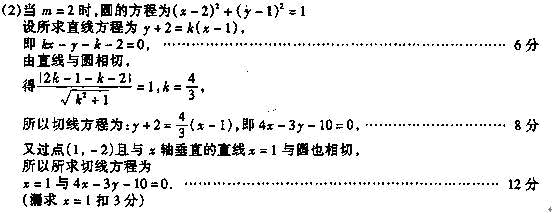 (2)当 m=2 时,圆的方程为(x-2)²+(y-1)²=1
设所求直线方程为 y+2=k(x-1),
即 kx-y-k-2=0, …………………… 6 分
由直线与圆相切,
得 |2k-1-k-2|/√(k²+1) =1,k=4/3,
所以切线方程为:y+2=4/3(x-1),即 4x-3y-10=0, …………………… 8 分
又过点(1,-2)且与 x 轴垂直的直线 x=1 与圆也相切,
所以所求切线方程为
x=1 与 4x-3y-10=0. …………………… 12 分
(漏求 x=1 扣 3 分)